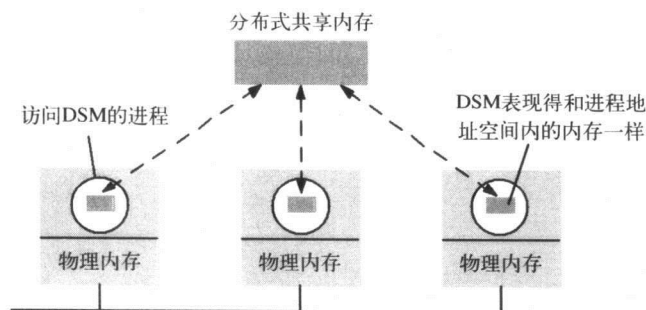 分布式共享内存
访问DSM的进程
DSM表现得和进程地
址空间内的内存一样
物理内存
物理内存
物理内存